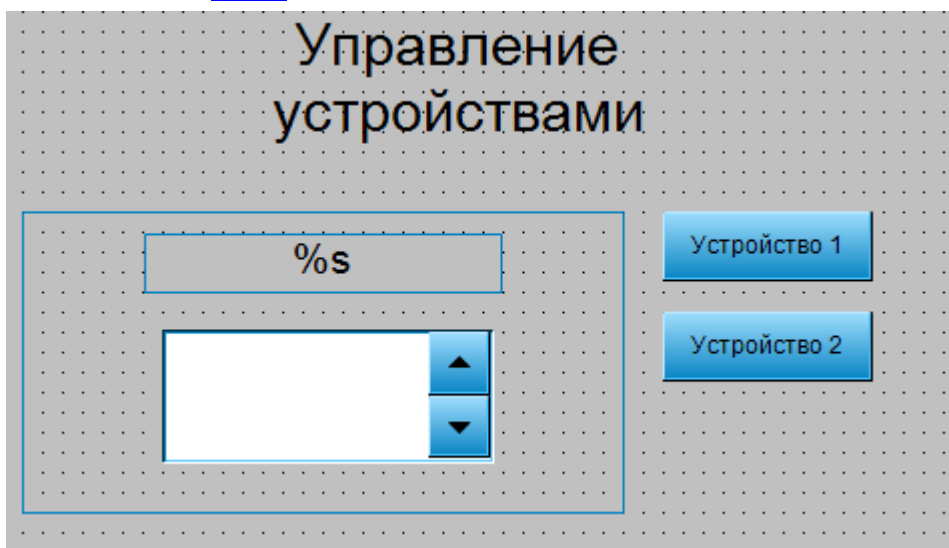 Управление
устройствами
%s
Устройство 1
Устройство 2